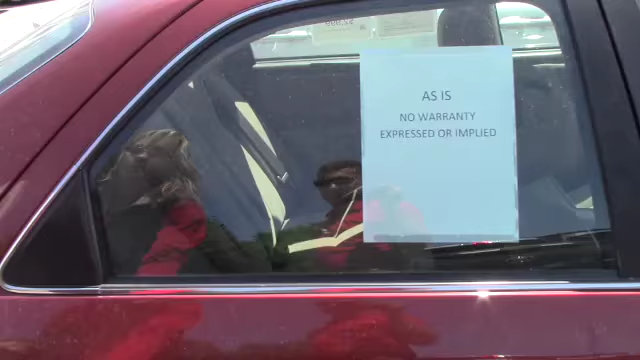 AS IS
NO WARRANTY
EXPRESSED OR IMPLIED